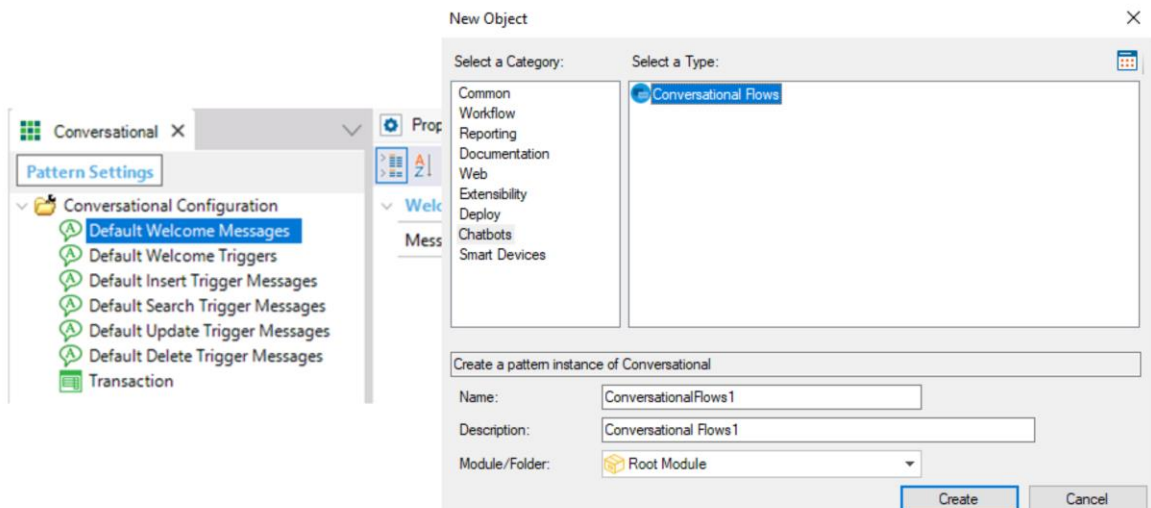 Conversational
Prop
Pattern Settings
Conversational Configuration
Welc
Default Welcome Messages
Mess
Default Welcome Triggers
Default Insert Trigger Messages
Default Search Trigger Messages
Default Update Trigger Messages
Default Delete Trigger Messages
Transaction
New Object
Select a Category:
Select a Type:
Common
Workflow
Reporting
Documentation
Web
Extensibility
Deploy
Chatbots
Smart Devices
Conversational Flows
Create a pattern instance of Conversational
Name:
ConversationalFlows1
Description:
Conversational Flows1
Module/Folder:
Root Module
Create
Cancel